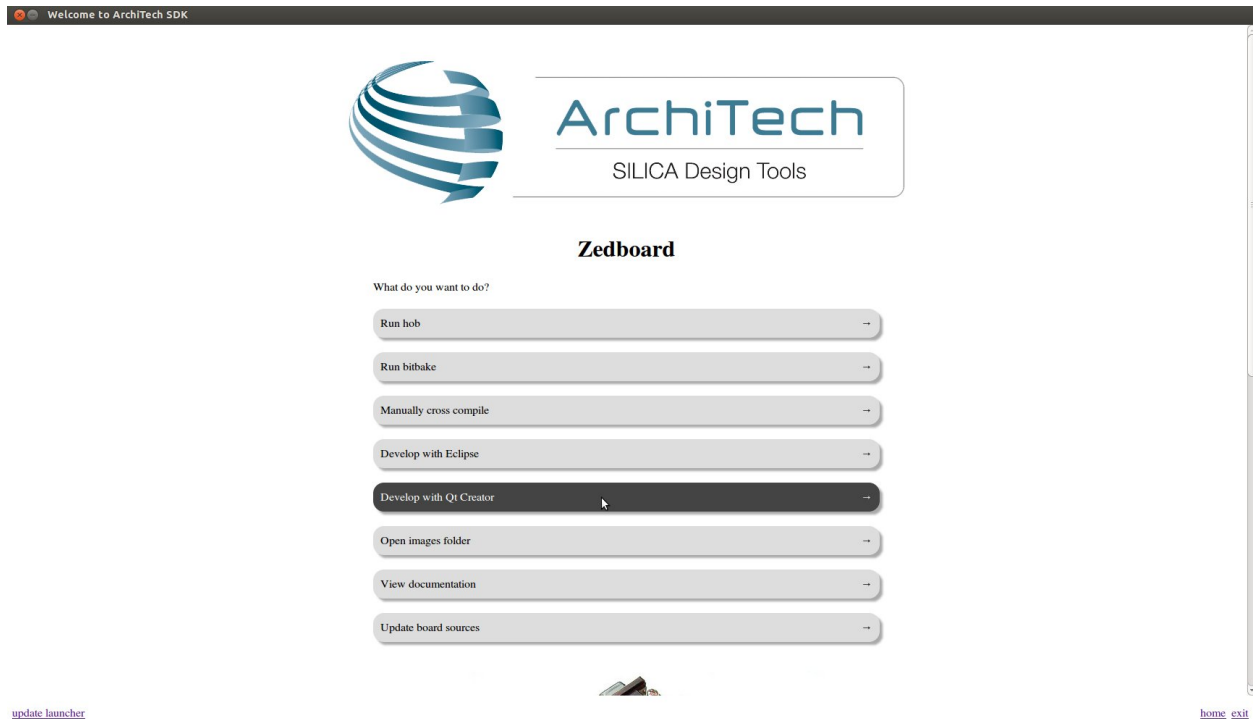 Welcome to ArchiTech SDK
ArchiTech
SILICA Design Tools
Zedboard
What do you want to do?
Run hob →
Run bitbake →
Manually cross compile →
Develop with Eclipse →
Develop with Qt Creator →
Open images folder →
View documentation →
Update board sources →
update launcher
home exit